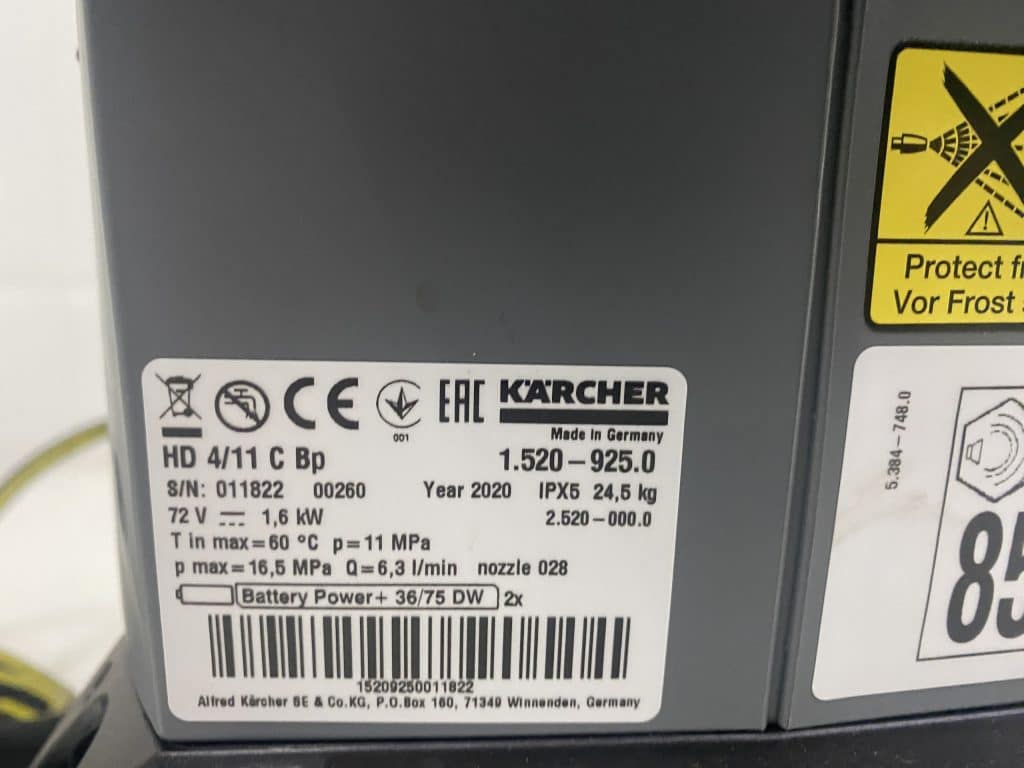 KÄRCHER
EAC
001
Made in Germany
HD 4/11 C Bp 1.520-925.0
S/N: 011822 00260 Year 2020 IPX5 24,5 kg
72 V 1,6 kW 2.520-000.0
T in max=60 °C p=11 MPa
p max=16,5 MPa Q=6,3 l/min nozzle 028
Battery Power+ 36/75 DW 2x
15209250011822
Alfred Kärcher SE & Co.KG, P.O.Box 160, 71349 Winnenden, Germany
Protect
Vor Frost
5.384-748.0